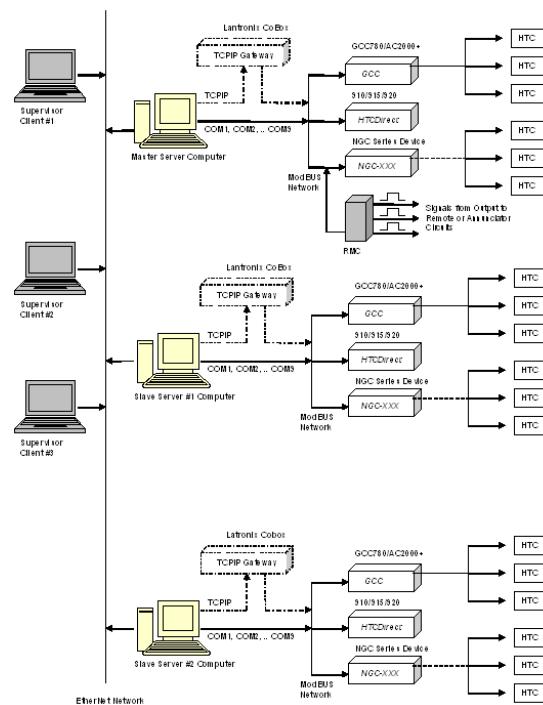 Lantronix CoBos
TCPIP Gateway
GCC780/AC2000+
GCC
HTC
HTC
HTC
TCPIP
910/915/920
HTCDirect
Supervisor
Client #1
COM1, COM2, .. COM9
Master Server Computer
NGC Series Device
NGC-XXX
HTC
HTC
HTC
ModBUS
Network
RMC
Signals from Output to
Remote or Annunciator
Circuits
Supervisor
Client #2
Lantronix CoBos
TCPIP Gateway
GCC780/AC2000+
GCC
HTC
HTC
HTC
TCPIP
910/915/920
HTCDirect
COM1, COM2, .. COM9
Slave Server #1 Computer
NGC Series Device
NGC-XXX
HTC
HTC
HTC
ModBUS
Network
Supervisor
Client #3
Latronix Cobos
TCPIP Gateway
GCC780/AC2000+
GCC
HTC
HTC
HTC
TCPIP
910/915/920
HTCDirect
COM1, COM2, .. COM9
Slave Server #2 Computer
NGC Series Device
NGC-XXX
HTC
HTC
HTC
ModBUS
Network
EtherNet Network